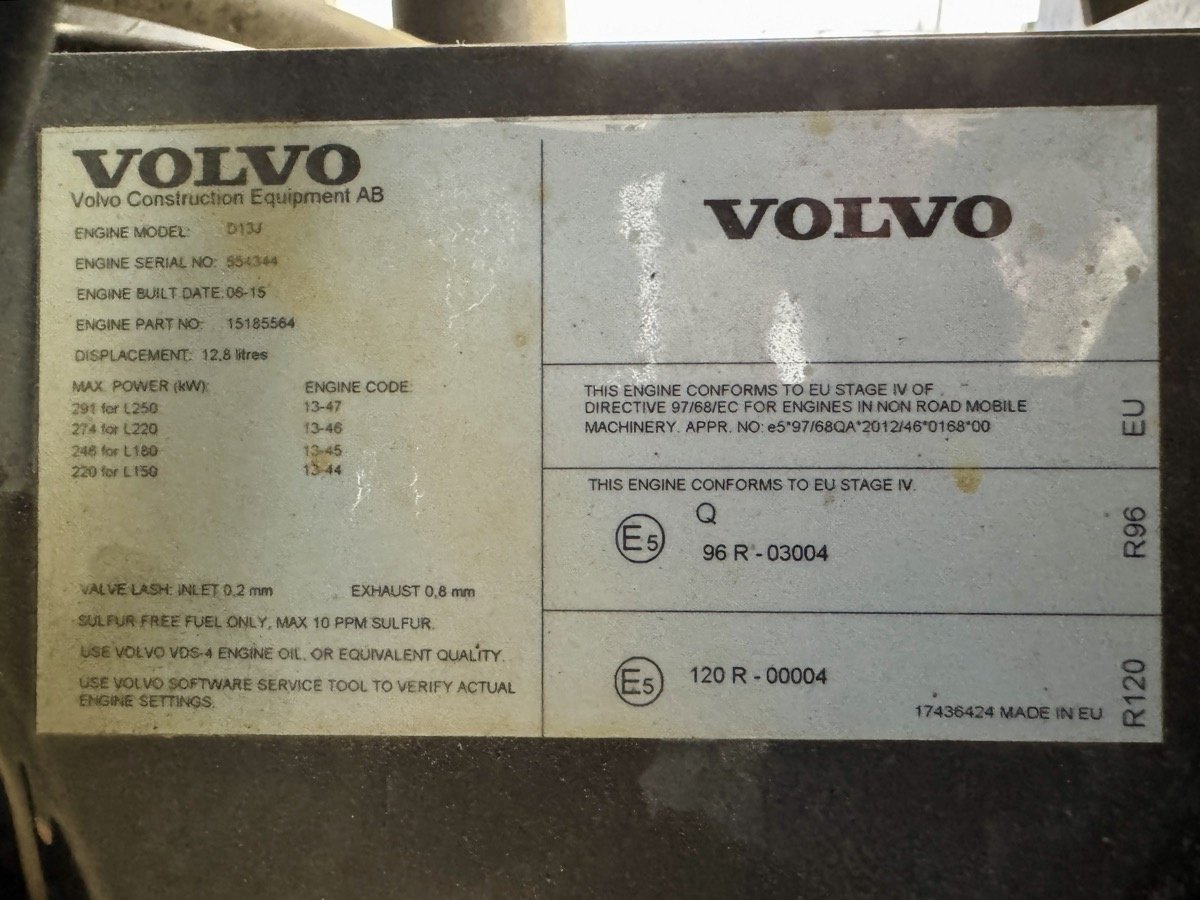 VOLVO
Volvo Construction Equipment AB
ENGINE MODEL: D13J
ENGINE SERIAL NO: 554344
ENGINE BUILT DATE: 06-15
ENGINE PART NO: 15185564
DISPLACEMENT: 12,8 litres
MAX. POWER (kW): ENGINE CODE:
291 for L250 13-47
274 for L220 13-46
246 for L180 13-45
220 for L150 13-44
VALVE LASH: INLET 0,2 mm EXHAUST 0,8 mm
SULFUR FREE FUEL ONLY, MAX 10 PPM SULFUR.
USE VOLVO VDS-4 ENGINE OIL, OR EQUIVALENT QUALITY.
USE VOLVO SOFTWARE SERVICE TOOL TO VERIFY ACTUAL
ENGINE SETTINGS.
VOLVO
THIS ENGINE CONFORMS TO EU STAGE IV OF
DIRECTIVE 97/68/EC FOR ENGINES IN NON ROAD MOBILE
MACHINERY. APPR. NO: e5*97/68QA*2012/46*0168*00
EU
THIS ENGINE CONFORMS TO EU STAGE IV.
Q
E5 96 R - 03004
R96
E5 120 R - 00004
17436424 MADE IN EU
R120